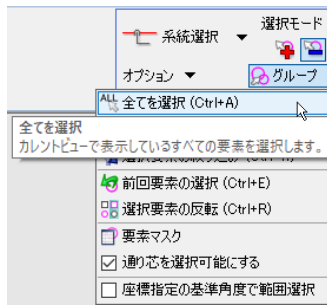 選択モード
系統選択 ▼
オプション ▼
グループ
ALL 全てを選択 (Ctrl+A)
全てを選択
カレントビューで表示しているすべての要素を選択します。
前回要素の選択 (Ctrl+E)
選択要素の反転 (Ctrl+R)
要素マスク
通り芯を選択可能にする
座標指定の基準角度で範囲選択